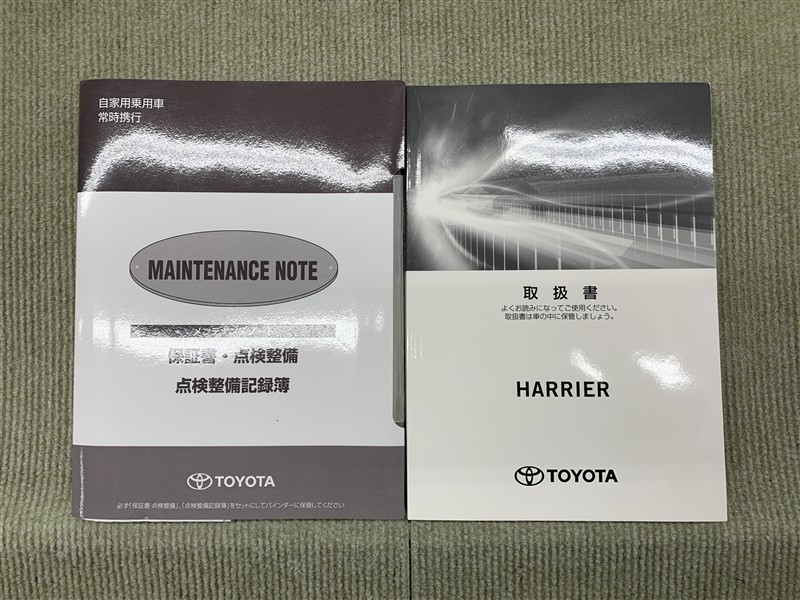 自家用乗用車
常時携行
MAINTENANCE NOTE
保証書・点検整備
点検整備記録簿
TOYOTA
必ず「保証書・点検整備」、「点検整備記録簿」をセットにしてバインダーに保管してください
取扱書
よくお読みになってご使用ください。
取扱書は車の中に保管しましょう。
HARRIER
TOYOTA